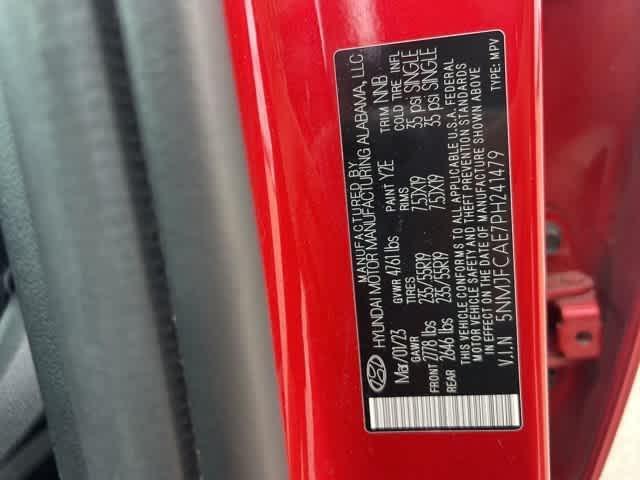 MANUFACTURED BY
HYUNDAI MOTOR MANUFACTURING ALABAMA, LLC.
Mar/01/23 GVWR 4761 lbs PAINT Y2E TRIM NNB
GAWR TIRES RIMS COLD TIRE INFL
FRONT 2778 lbs 235/55R19 7.5JX19 35 psi SINGLE
REAR 2646 lbs 235/55R19 7.5JX19 35 psi SINGLE
THIS VEHICLE CONFORMS TO ALL APPLICABLE U.S.A. FEDERAL
MOTOR VEHICLE SAFETY AND THEFT PREVENTION STANDARDS
IN EFFECT ON THE DATE OF MANUFACTURE SHOWN ABOVE
V.I.N 5NMJFCAE7PH241479 TYPE: MPV